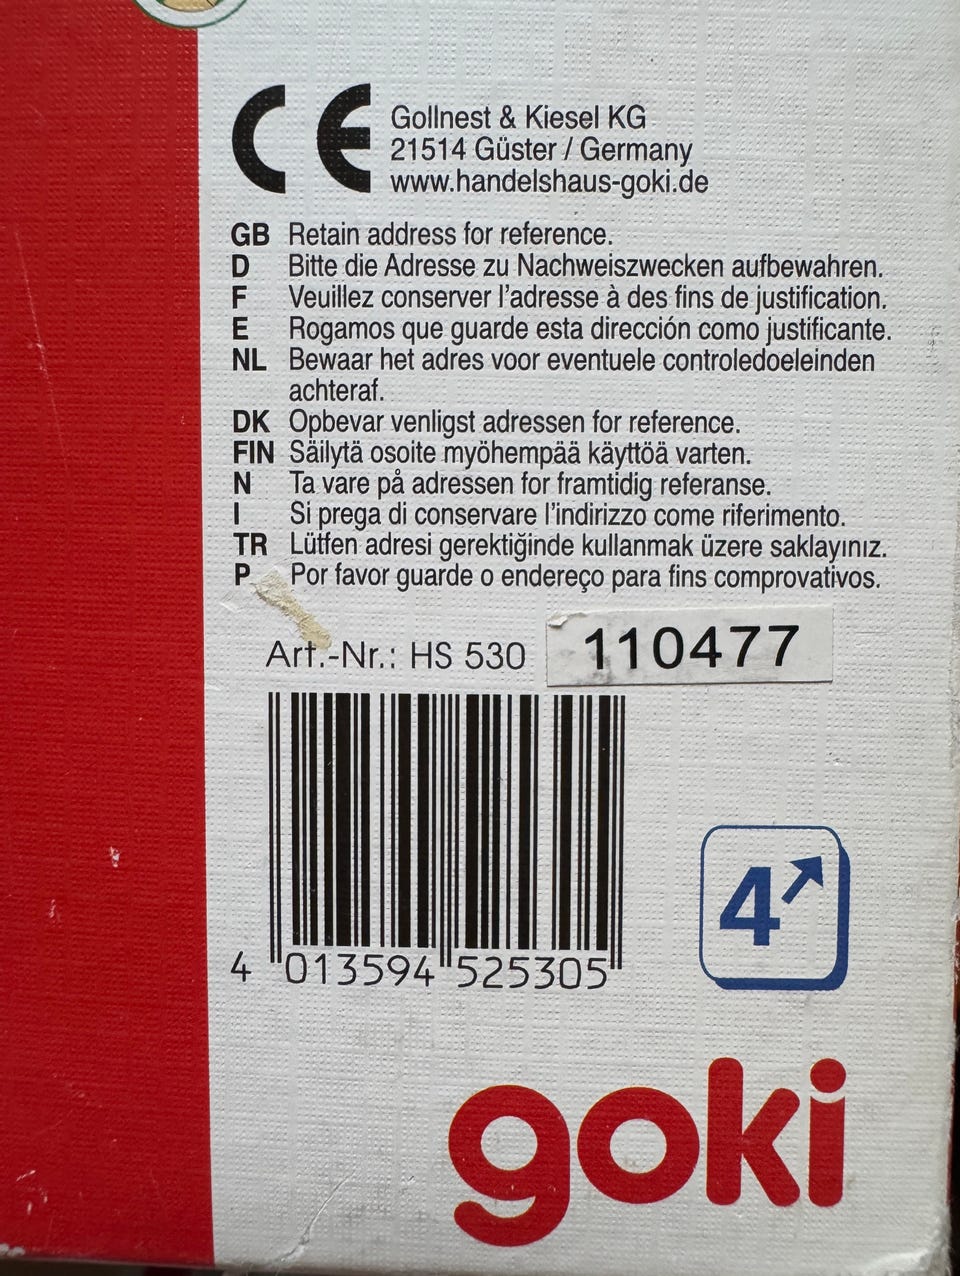 CE
Gollnest & Kiesel KG
21514 Güster / Germany
www.handelshaus-goki.de
GB Retain address for reference.
D Bitte die Adresse zu Nachweiszwecken aufbewahren.
F Veuillez conserver l'adresse à des fins de justification.
E Rogamos que guarde esta dirección como justificante.
NL Bewaar het adres voor eventuele controledoeleinden
achteraf.
DK Opbevar venligst adressen for reference.
FIN Säilytä osoite myöhempää käyttöä varten.
N Ta vare på adressen for framtidig referanse.
I Si prega di conservare l'indirizzo come riferimento.
TR Lütfen adresi gerektiğinde kullanmak üzere saklayınız.
P Por favor guarde o endereço para fins comprovativos.
Art.-Nr.: HS 530 110477
4 013594 525305
4
goki